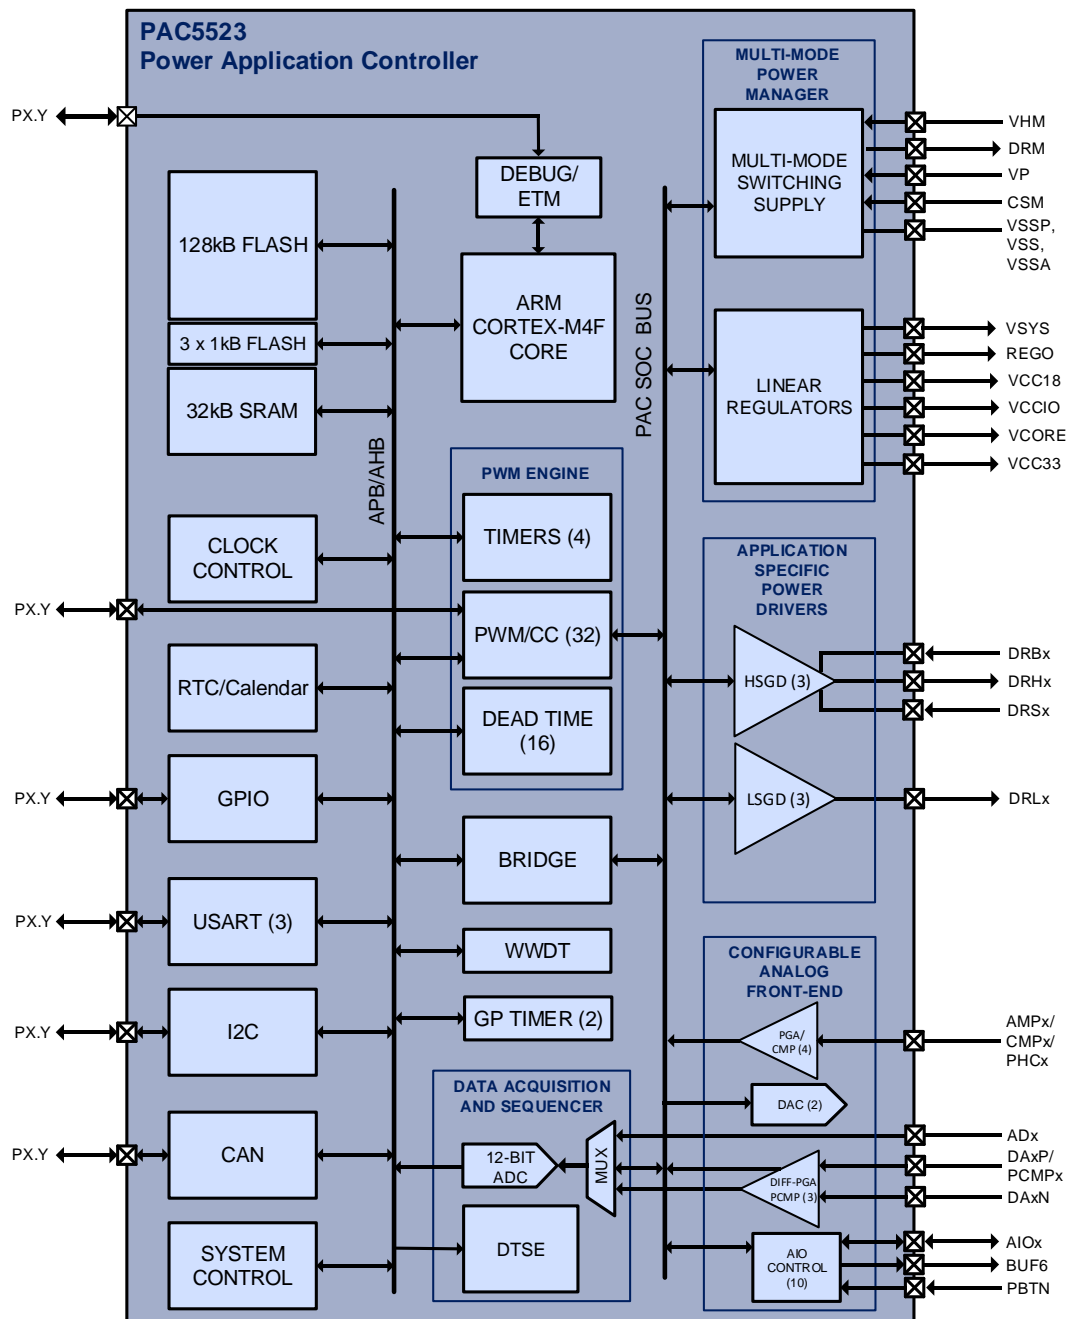 PAC5523
Power Application Controller
PX.Y
128kB FLASH
3 x 1kB FLASH
32kB SRAM
CLOCK
CONTROL
PX.Y
RTC/Calendar
PX.Y
GPIO
PX.Y
USART (3)
PX.Y
I2C
PX.Y
CAN
SYSTEM
CONTROL
APB/AHB
DEBUG/
ETM
ARM
CORTEX-M4F
CORE
PWM ENGINE
TIMERS (4)
PWM/CC (32)
DEAD TIME
(16)
BRIDGE
WWDT
GP TIMER (2)
DATA ACQUISITION
AND SEQUENCER
12-BIT
ADC
MUX
DTSE
PAC SOC BUS
MULTI-MODE
POWER
MANAGER
MULTI-MODE
SWITCHING
SUPPLY
VHM
DRM
VP
CSM
VSSP,
VSS,
VSSA
LINEAR
REGULATORS
VSYS
REGO
VCC18
VCCIO
VCORE
VCC33
APPLICATION
SPECIFIC
POWER
DRIVERS
HSGD (3)
DRBx
DRHx
DRSx
LSGD (3)
DRLx
CONFIGURABLE
ANALOG
FRONT-END
PGA/
CMP (4)
AMPx/
CMPx/
PHCx
DAC (2)
ADx
DIFF-PGA
PCMP (3)
DAxP/
PCMPx
DAxN
AIO
CONTROL
(10)
AIOx
BUF6
PBTN